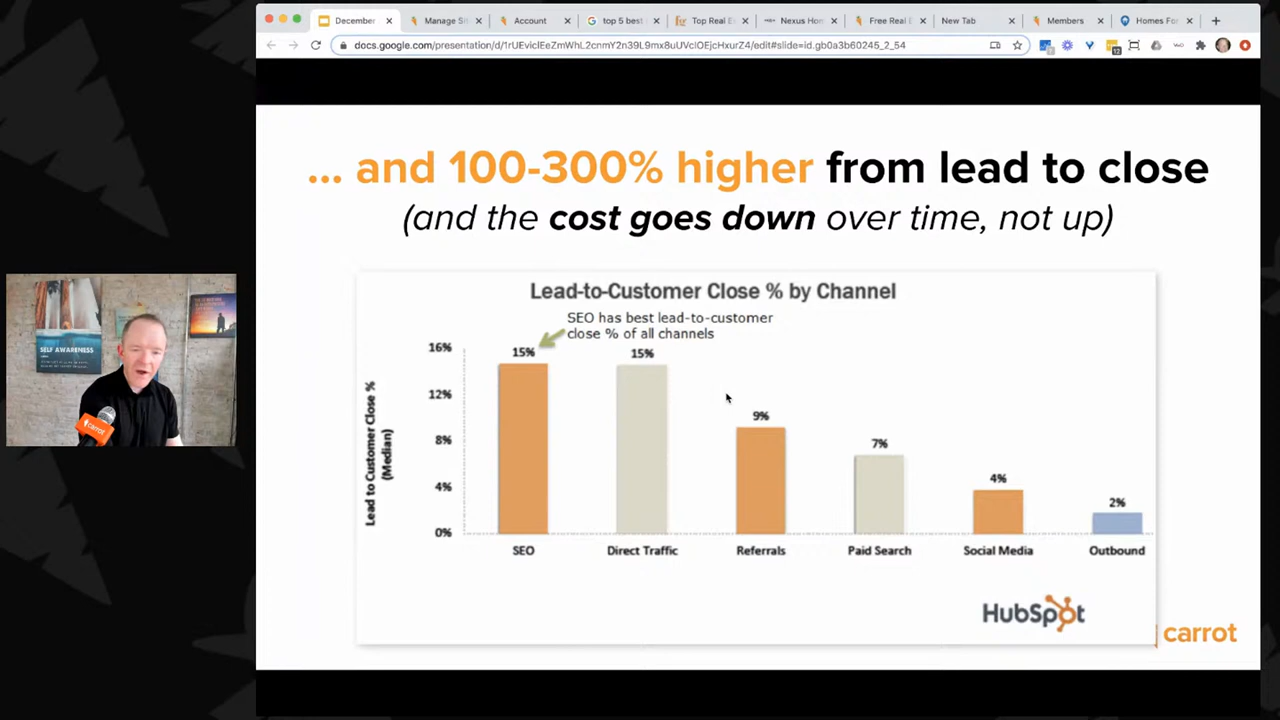 December
Manage Si
Account
top 5 best
Top Real E
Nexus Hom
Free Real E
New Tab
Members
Homes For
docs.google.com/presentation/d/1rUEviclEeZmWhL2cnmY2n39L9mx8uUVclOEjcHxurZ4/edit#slide=id.gb0a3b60245_2_54
... and 100-300% higher from lead to close
(and the cost goes down over time, not up)
Lead-to-Customer Close % by Channel
SEO has best lead-to-customer
close % of all channels
Lead to Customer Close %
(Median)
16%
12%
8%
4%
0%
15%
15%
9%
7%
4%
2%
SEO
Direct Traffic
Referrals
Paid Search
Social Media
Outbound
HubSpot
carrot
SELF AWARENESS
carrot